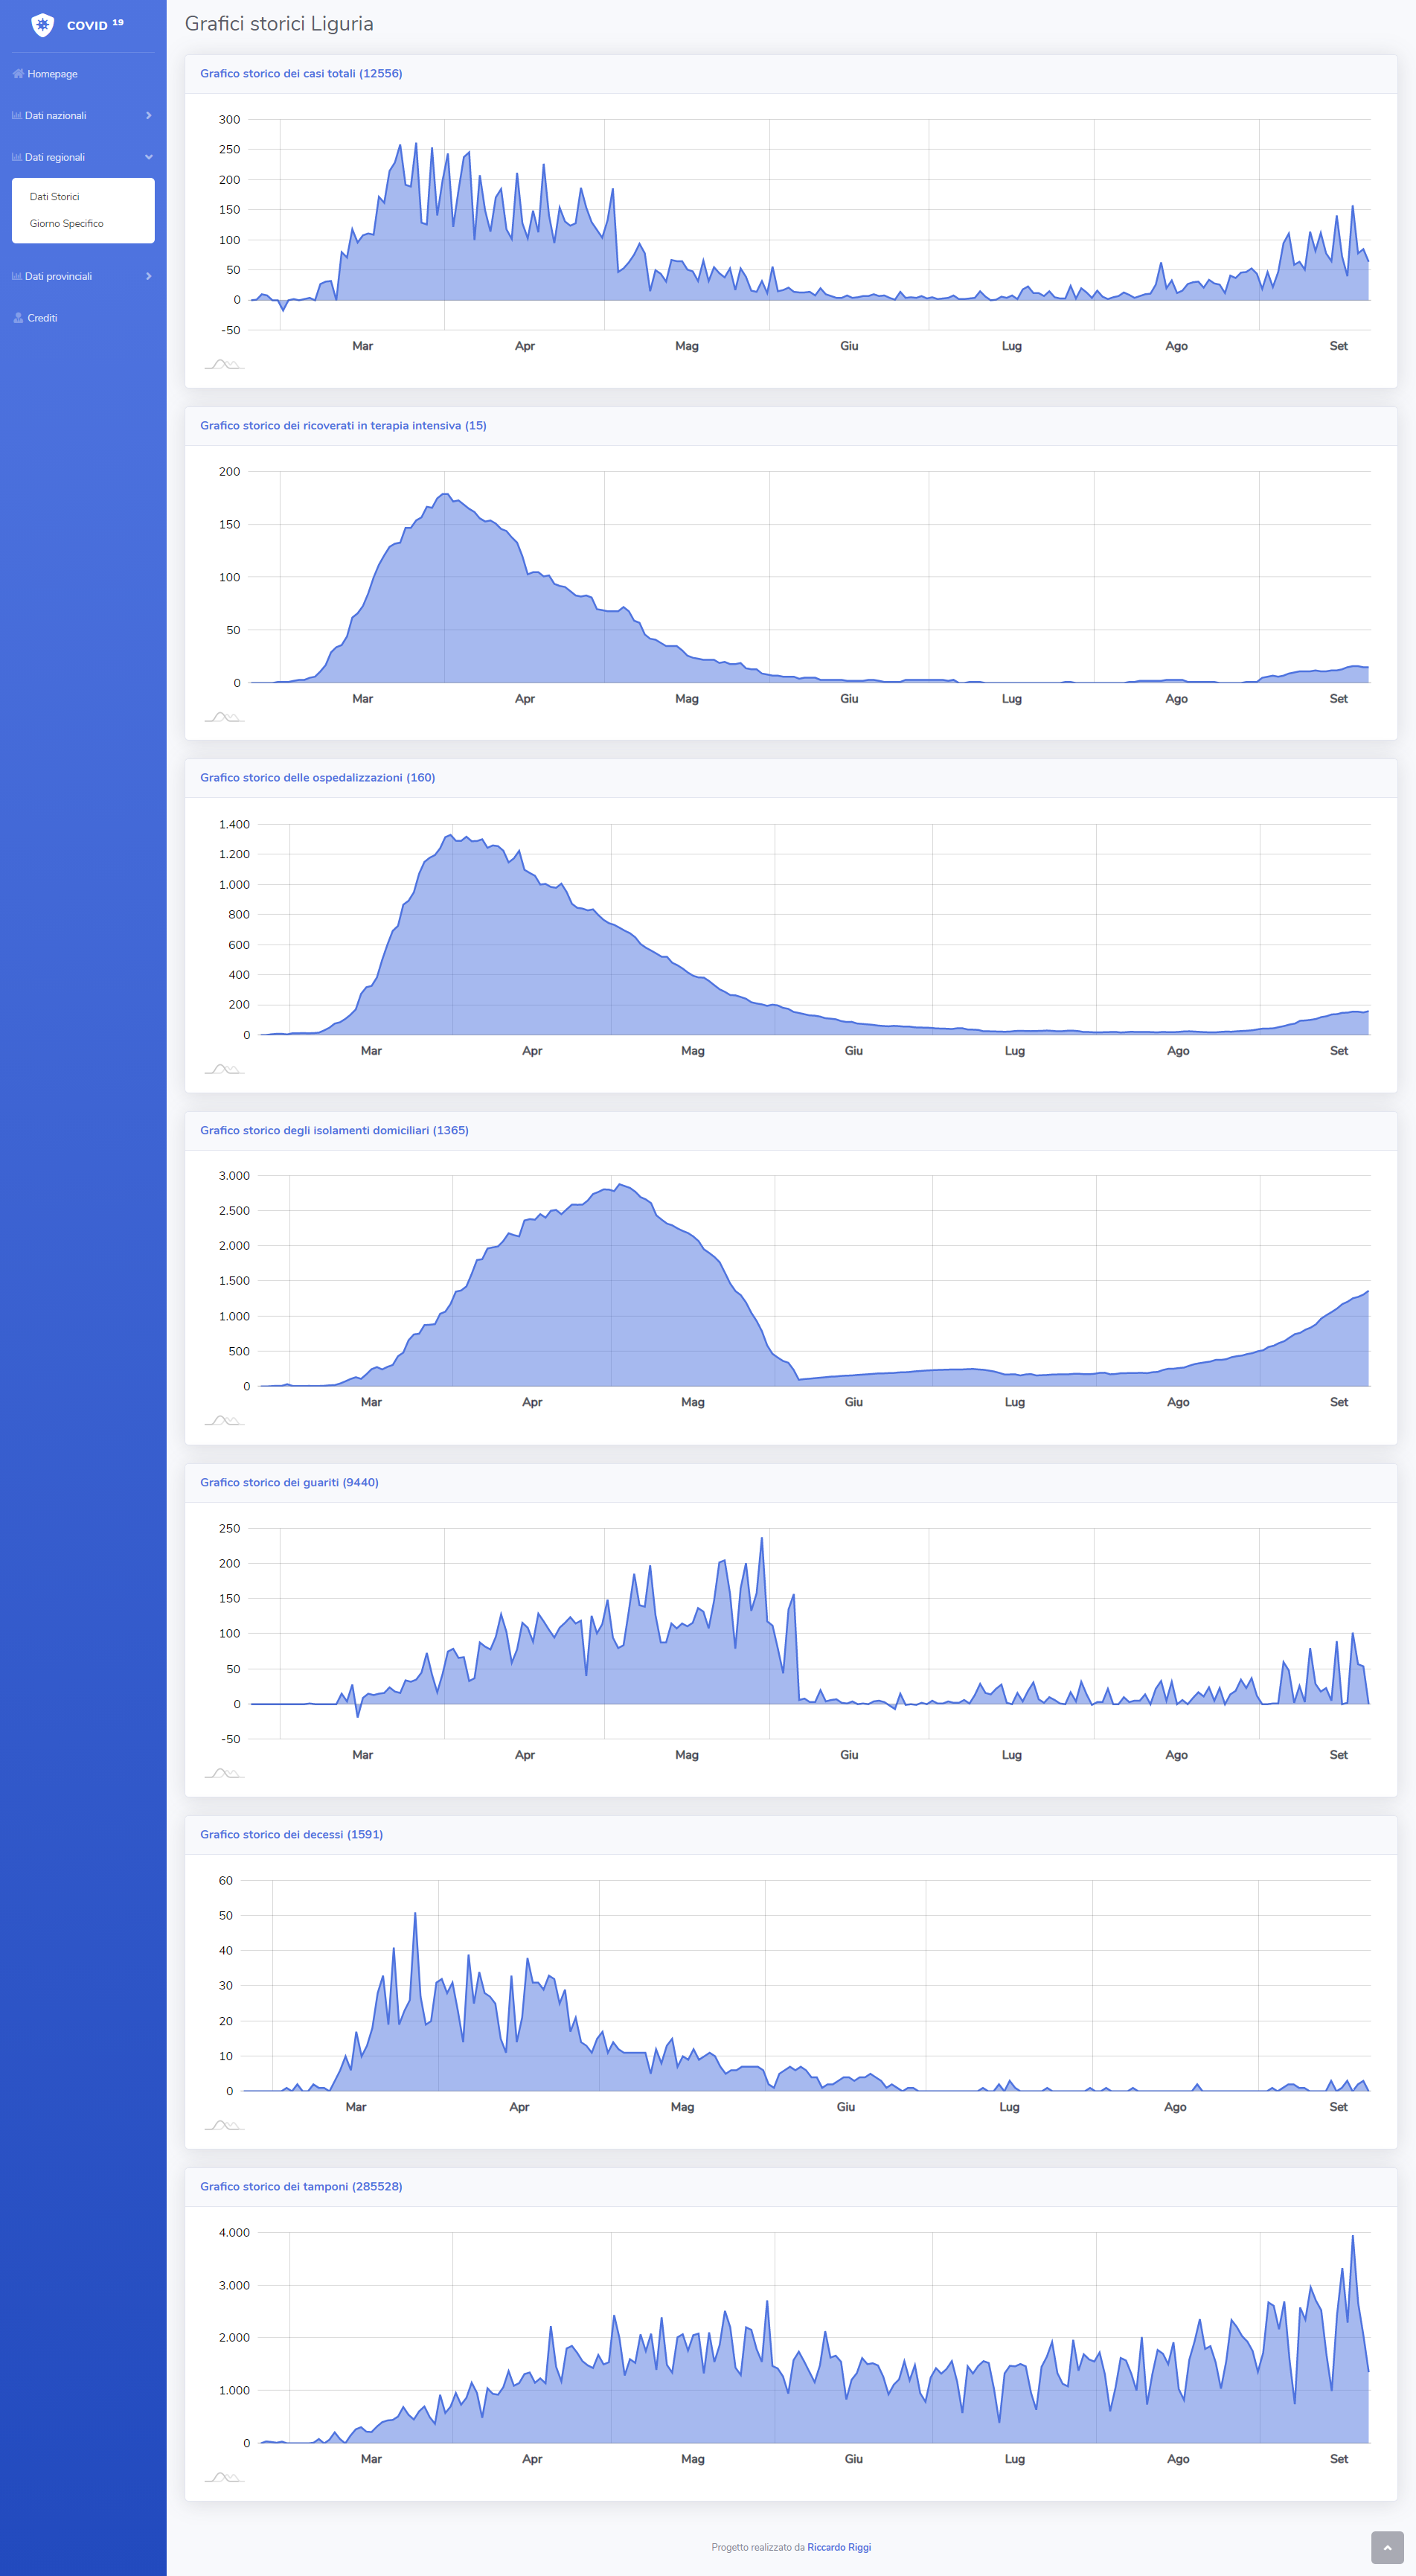 COVID 19
Homepage
Dati nazionali
Dati regionali
Dati Storici
Giorno Specifico
Dati provinciali
Crediti
Grafici storici Liguria
Grafico storico dei casi totali (12556)
300
250
200
150
100
50
0
-50
Mar Apr Mag Giu Lug Ago Set
Grafico storico dei ricoverati in terapia intensiva (15)
200
150
100
50
0
Mar Apr Mag Giu Lug Ago Set
Grafico storico delle ospedalizzazioni (160)
1.400
1.200
1.000
800
600
400
200
0
Mar Apr Mag Giu Lug Ago Set
Grafico storico degli isolamenti domiciliari (1365)
3.000
2.500
2.000
1.500
1.000
500
0
Mar Apr Mag Giu Lug Ago Set
Grafico storico dei guariti (9440)
250
200
150
100
50
0
-50
Mar Apr Mag Giu Lug Ago Set
Grafico storico dei decessi (1591)
60
50
40
30
20
10
0
Mar Apr Mag Giu Lug Ago Set
Grafico storico dei tamponi (285528)
4.000
3.000
2.000
1.000
0
Mar Apr Mag Giu Lug Ago Set
Progetto realizzato da Riccardo Riggi